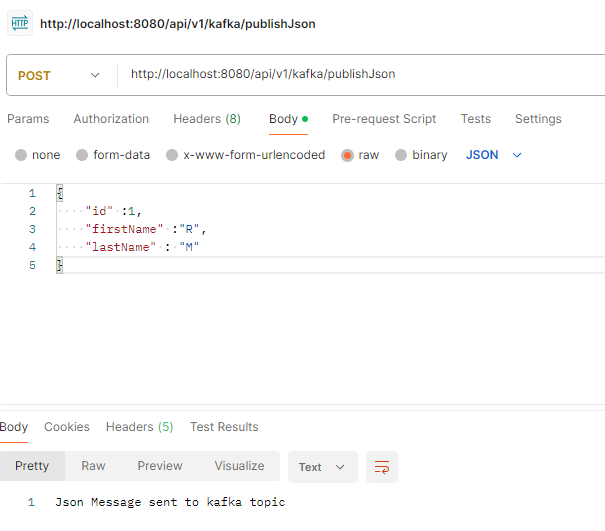 HTTP http://localhost:8080/api/v1/kafka/publishJson
POST http://localhost:8080/api/v1/kafka/publishJson
Params Authorization Headers (8) Body Pre-request Script Tests Settings
none form-data x-www-form-urlencoded raw binary JSON
1 {
2 "id" :1,
3 "firstName" :"R",
4 "lastName" : "M"
5 }
Body Cookies Headers (5) Test Results
Pretty Raw Preview Visualize Text
1 Json Message sent to kafka topic